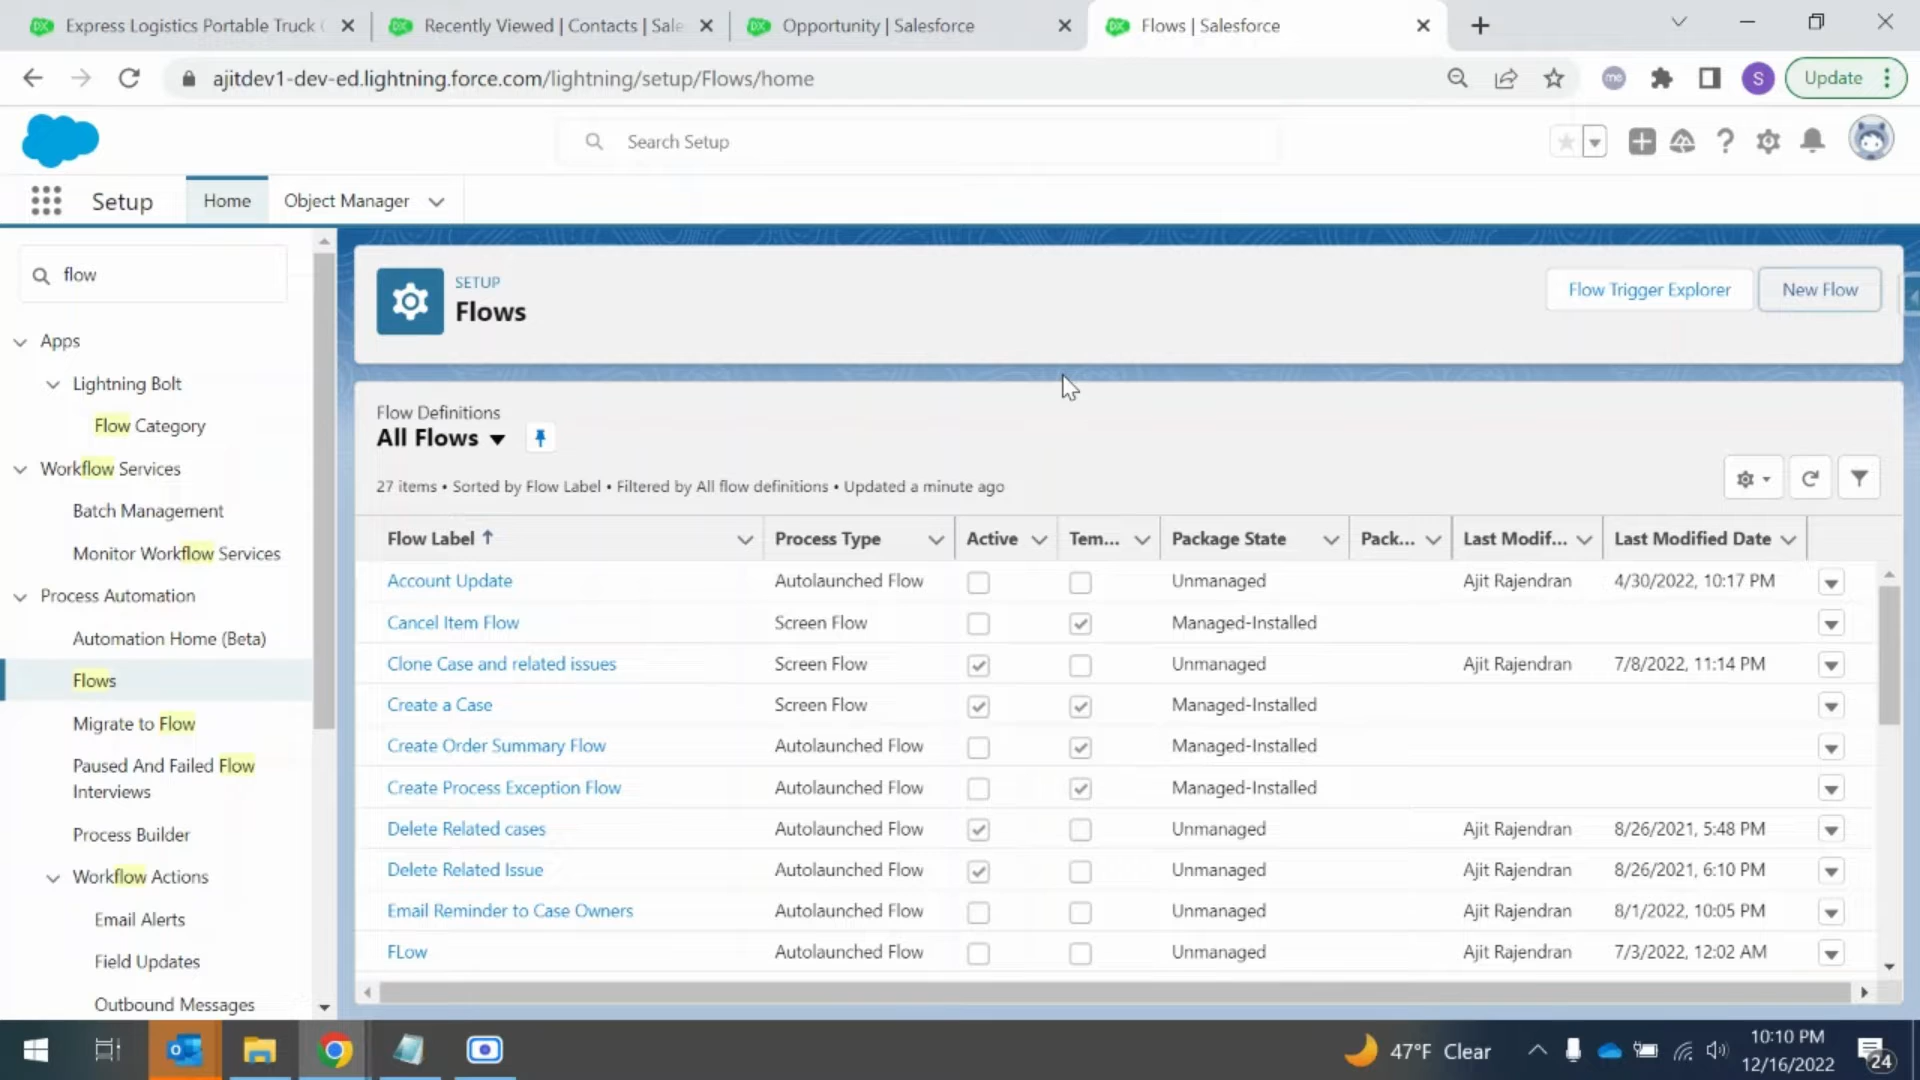 Express Logistics Portable Truck
Recently Viewed | Contacts | Sale
Opportunity | Salesforce
Flows | Salesforce
ajitdev1-dev-ed.lightning.force.com/lightning/setup/Flows/home
S
Update
Search Setup
Setup
Home
Object Manager
flow
Apps
Lightning Bolt
Flow Category
Workflow Services
Batch Management
Monitor Workflow Services
Process Automation
Automation Home (Beta)
Flows
Migrate to Flow
Paused And Failed Flow
Interviews
Process Builder
Workflow Actions
Email Alerts
Field Updates
Outbound Messages
SETUP
Flows
Flow Trigger Explorer
New Flow
Flow Definitions
All Flows
27 items • Sorted by Flow Label • Filtered by All flow definitions • Updated a minute ago
Flow Label Process Type Active Tem... Package State Pack... Last Modif... Last Modified Date
Account Update Autolaunched Flow Unmanaged Ajit Rajendran 4/30/2022, 10:17 PM
Cancel Item Flow Screen Flow Managed-Installed
Clone Case and related issues Screen Flow Unmanaged Ajit Rajendran 7/8/2022, 11:14 PM
Create a Case Screen Flow Managed-Installed
Create Order Summary Flow Autolaunched Flow Managed-Installed
Create Process Exception Flow Autolaunched Flow Managed-Installed
Delete Related cases Autolaunched Flow Unmanaged Ajit Rajendran 8/26/2021, 5:48 PM
Delete Related Issue Autolaunched Flow Unmanaged Ajit Rajendran 8/26/2021, 6:10 PM
Email Reminder to Case Owners Autolaunched Flow Unmanaged Ajit Rajendran 8/1/2022, 10:05 PM
FLow Autolaunched Flow Unmanaged Ajit Rajendran 7/3/2022, 12:02 AM
47°F Clear
10:10 PM
12/16/2022
24